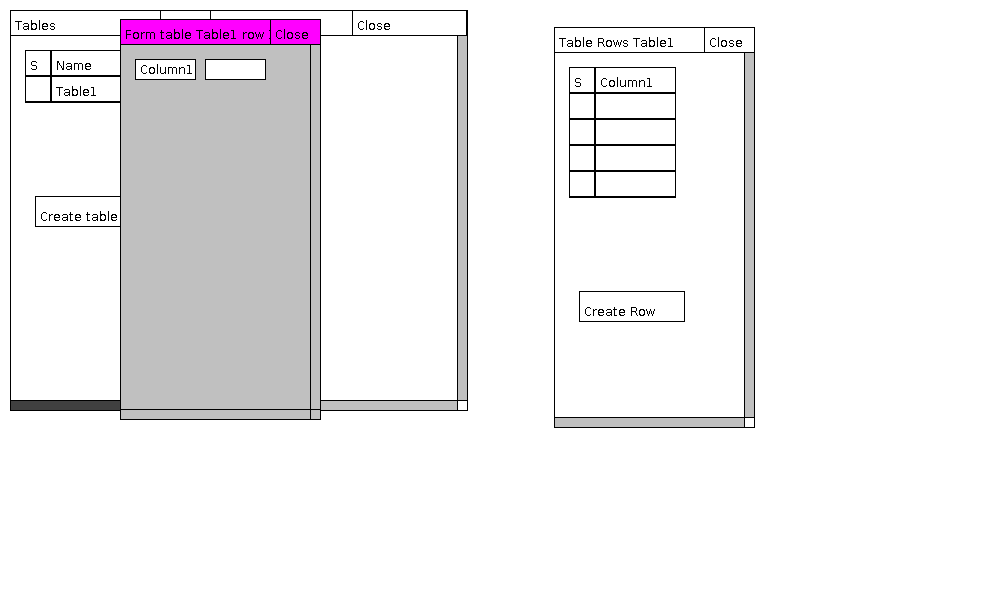 Tables
Close
S Name
Table1
Create table
Form table Table1 row
Close
Column1
Table Rows Table1
Close
S Column1
Create Row